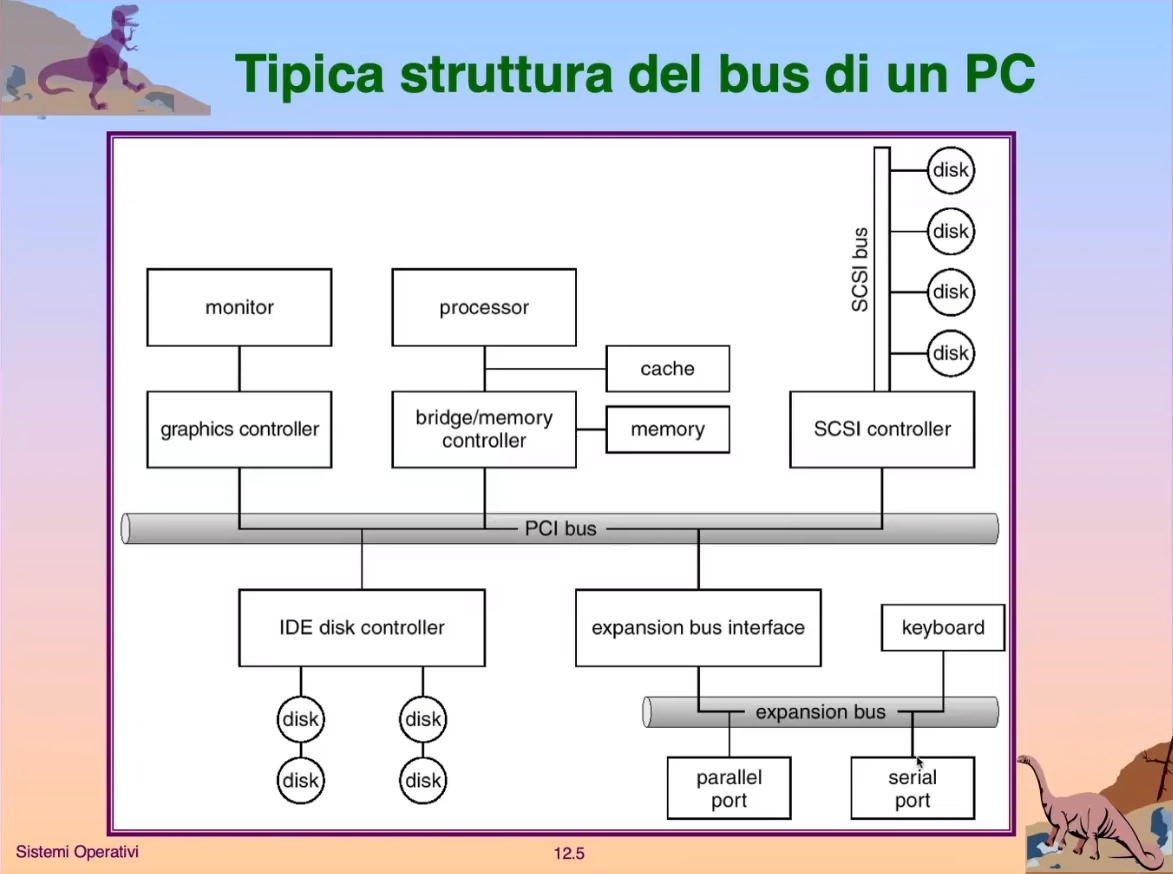 Tipica struttura del bus di un PC
disk
SCSI bus
disk
disk
disk
monitor
processor
cache
graphics controller
bridge/memory
controller
memory
SCSI controller
PCI bus
IDE disk controller
expansion bus interface
keyboard
disk
disk
expansion bus
disk
disk
parallel
port
serial
port
Sistemi Operativi
12.5